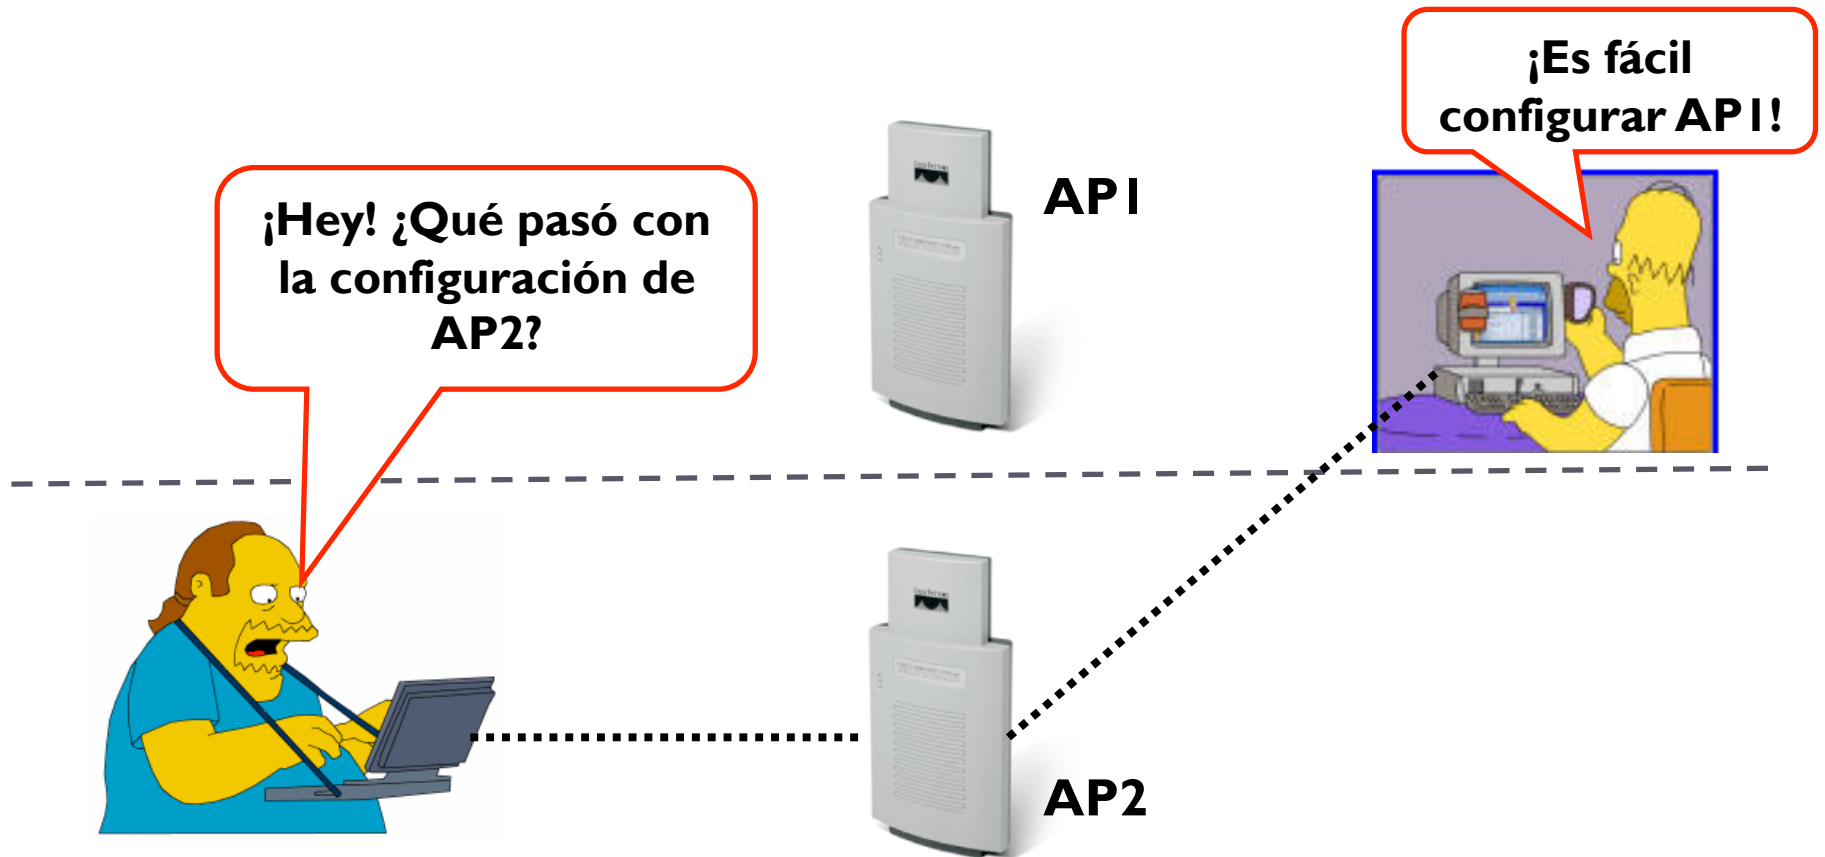 ¡Es fácil
configurar AP1!
AP1
¡Hey! ¿Qué pasó con
la configuración de
AP2?
AP2